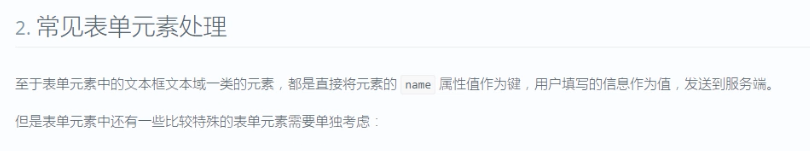 2. 常见表单元素处理
至于表单元素中的文本框文本域一类的元素，都是直接将元素的 name 属性值作为键，用户填写的信息作为值，发送到服务端。
但是表单元素中还有一些比较特殊的表单元素需要单独考虑：